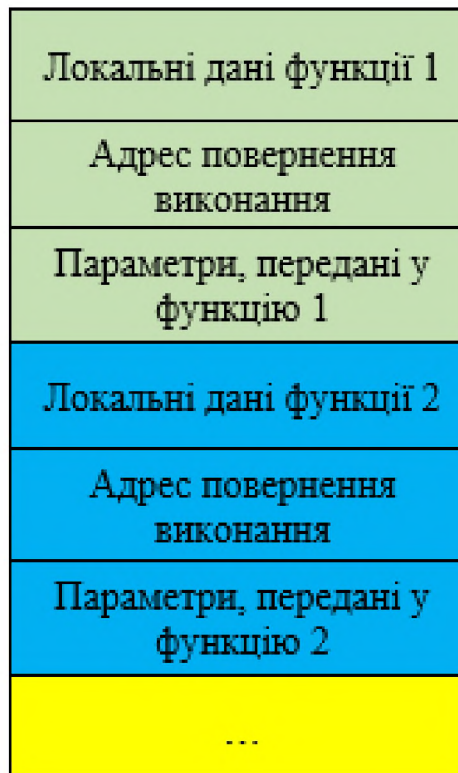 Локальні дані функції 1
Адрес повернення
виконання
Параметри, передані у
функцію 1
Локальні дані функції 2
Адрес повернення
виконання
Параметри, передані у
функцію 2
...